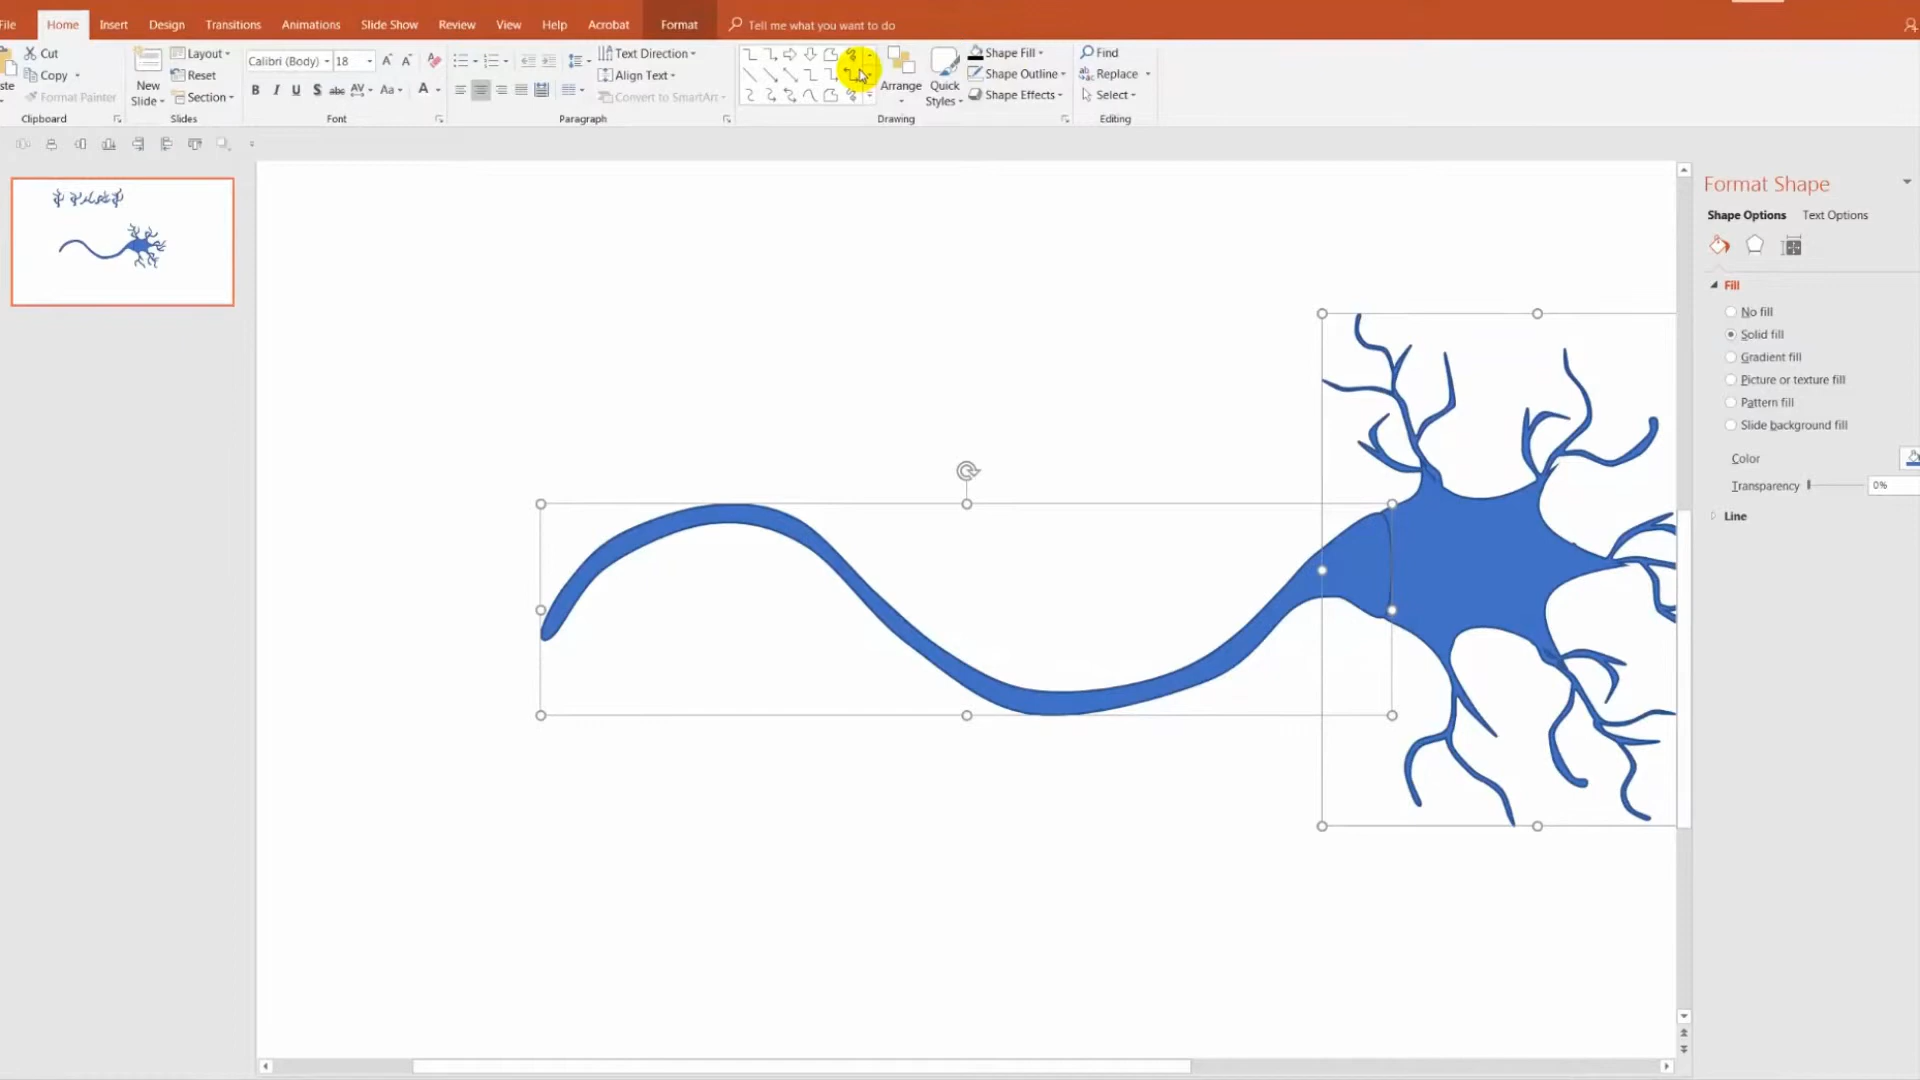 File Home Insert Design Transitions Animations Slide Show Review View Help Acrobat Format Tell me what you want to do
Cut
Copy
Format Painter
Clipboard
New
Slide
Layout
Reset
Section
Slides
Calibri (Body) 18
B I U S abc AV Aa A
Font
Text Direction
Align Text
Convert to SmartArt
Paragraph
Arrange
Quick
Styles
Shape Fill
Shape Outline
Shape Effects
Drawing
Find
Replace
Select
Editing
Format Shape
Shape Options Text Options
Fill
No fill
Solid fill
Gradient fill
Picture or texture fill
Pattern fill
Slide background fill
Color
Transparency 0%
Line